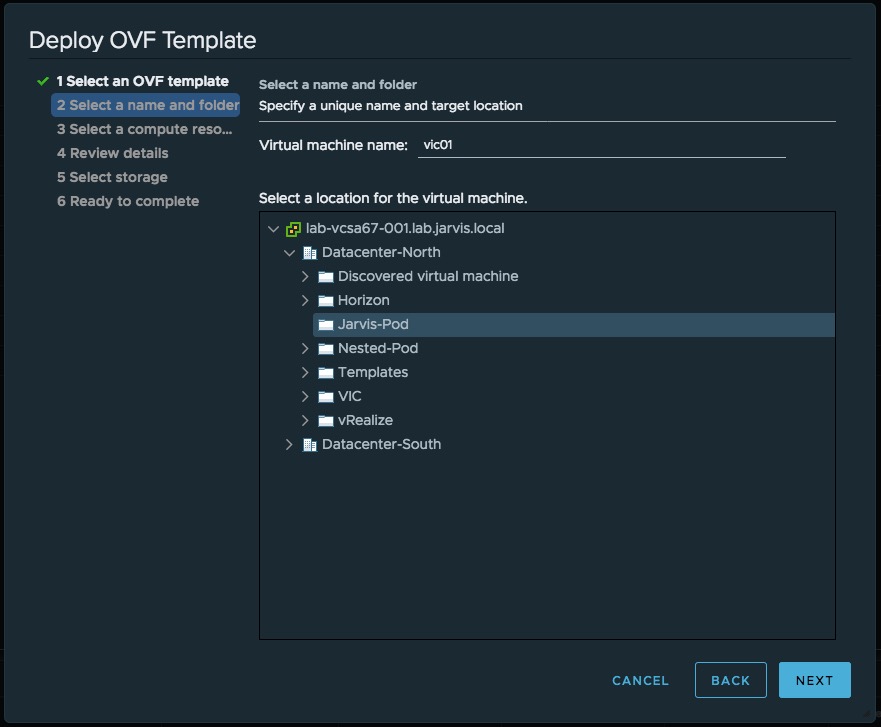 Deploy OVF Template
1 Select an OVF template
2 Select a name and folder
3 Select a compute reso...
4 Review details
5 Select storage
6 Ready to complete
Select a name and folder
Specify a unique name and target location
Virtual machine name: vic01
Select a location for the virtual machine.
lab-vcsa67-001.lab.jarvis.local
Datacenter-North
Discovered virtual machine
Horizon
Jarvis-Pod
Nested-Pod
Templates
VIC
vRealize
Datacenter-South
CANCEL
BACK
NEXT